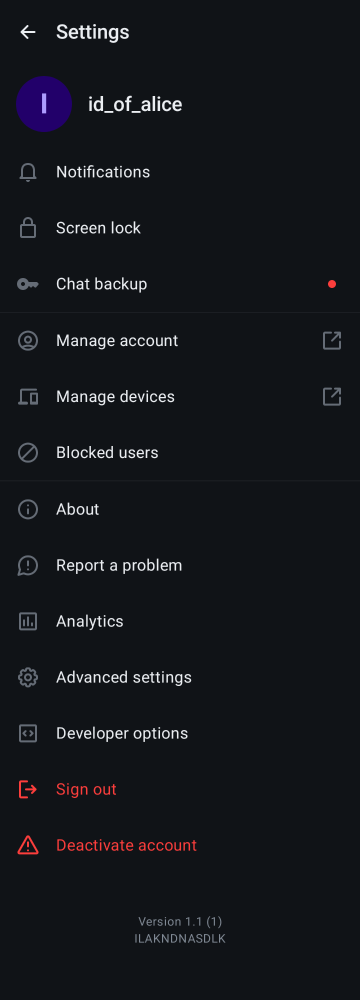 Settings
I
id_of_alice
Notifications
Screen lock
Chat backup
Manage account
Manage devices
Blocked users
About
Report a problem
Analytics
Advanced settings
Developer options
Sign out
Deactivate account
Version 1.1 (1)
ILAKNDNASDLK